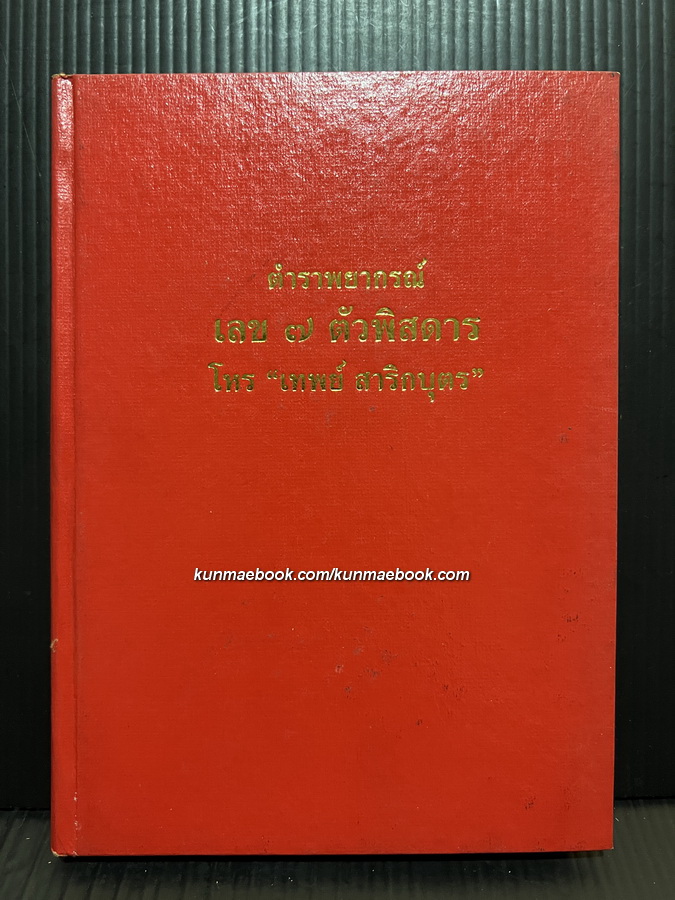 ตำราพยากรณ์
เลข ๗ ตัวพิสดาร
โหร “เทพย์ สาริกบุตร”
kunmaebook.com/kunmaebook.com